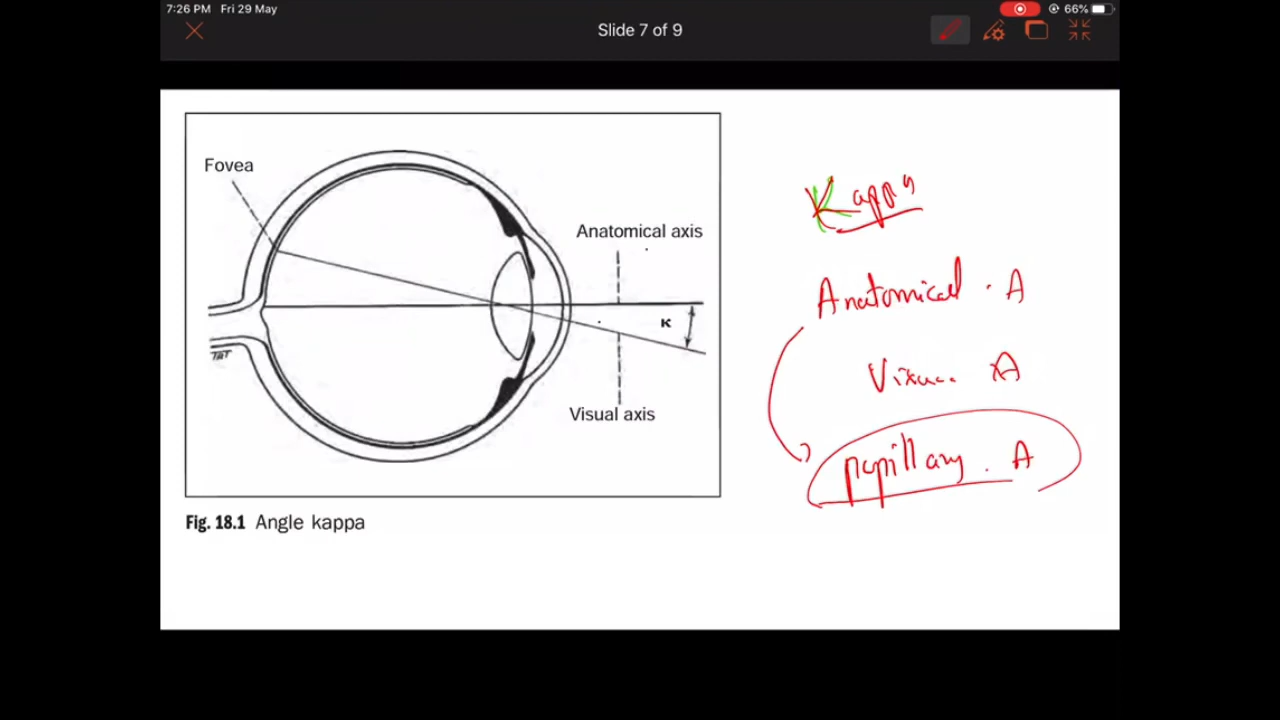 7:26 PM Fri 29 May
66%
Slide 7 of 9
Fovea
Anatomical axis
K
Visual axis
TMT
Fig. 18.1 Angle kappa
Kappa
Anatomical . A
A
Pupillary . A